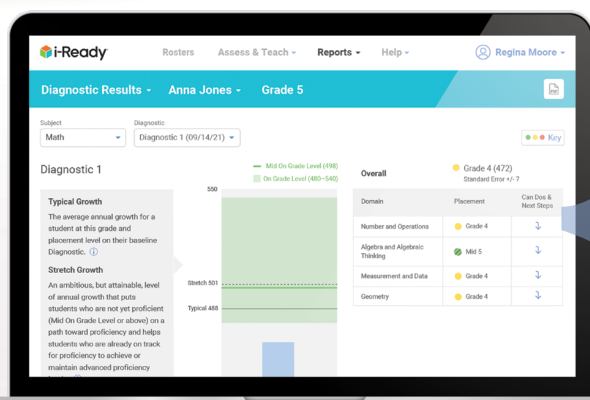 i-Ready
Rosters
Assess & Teach
Reports
Help
Regina Moore
Diagnostic Results
Anna Jones
Grade 5
PDF
Subject
Diagnostic
Math
Diagnostic 1 (09/14/21)
Key
Diagnostic 1
Mid On Grade Level (498)
On Grade Level (480–540)
Typical Growth
The average annual growth for a
student at this grade and
placement level on their baseline
Diagnostic.
Stretch Growth
An ambitious, but attainable, level
of annual growth that puts
students who are not yet proficient
(Mid On Grade Level or above) on a
path toward proficiency and helps
students who are already on track
for proficiency to achieve or
maintain advanced proficiency
550
Stretch 501
Typical 488
Overall
Grade 4 (472)
Standard Error +/- 7
Domain
Placement
Can Dos &
Next Steps
Number and Operations
Grade 4
Algebra and Algebraic
Thinking
Mid 5
Measurement and Data
Grade 4
Geometry
Grade 4